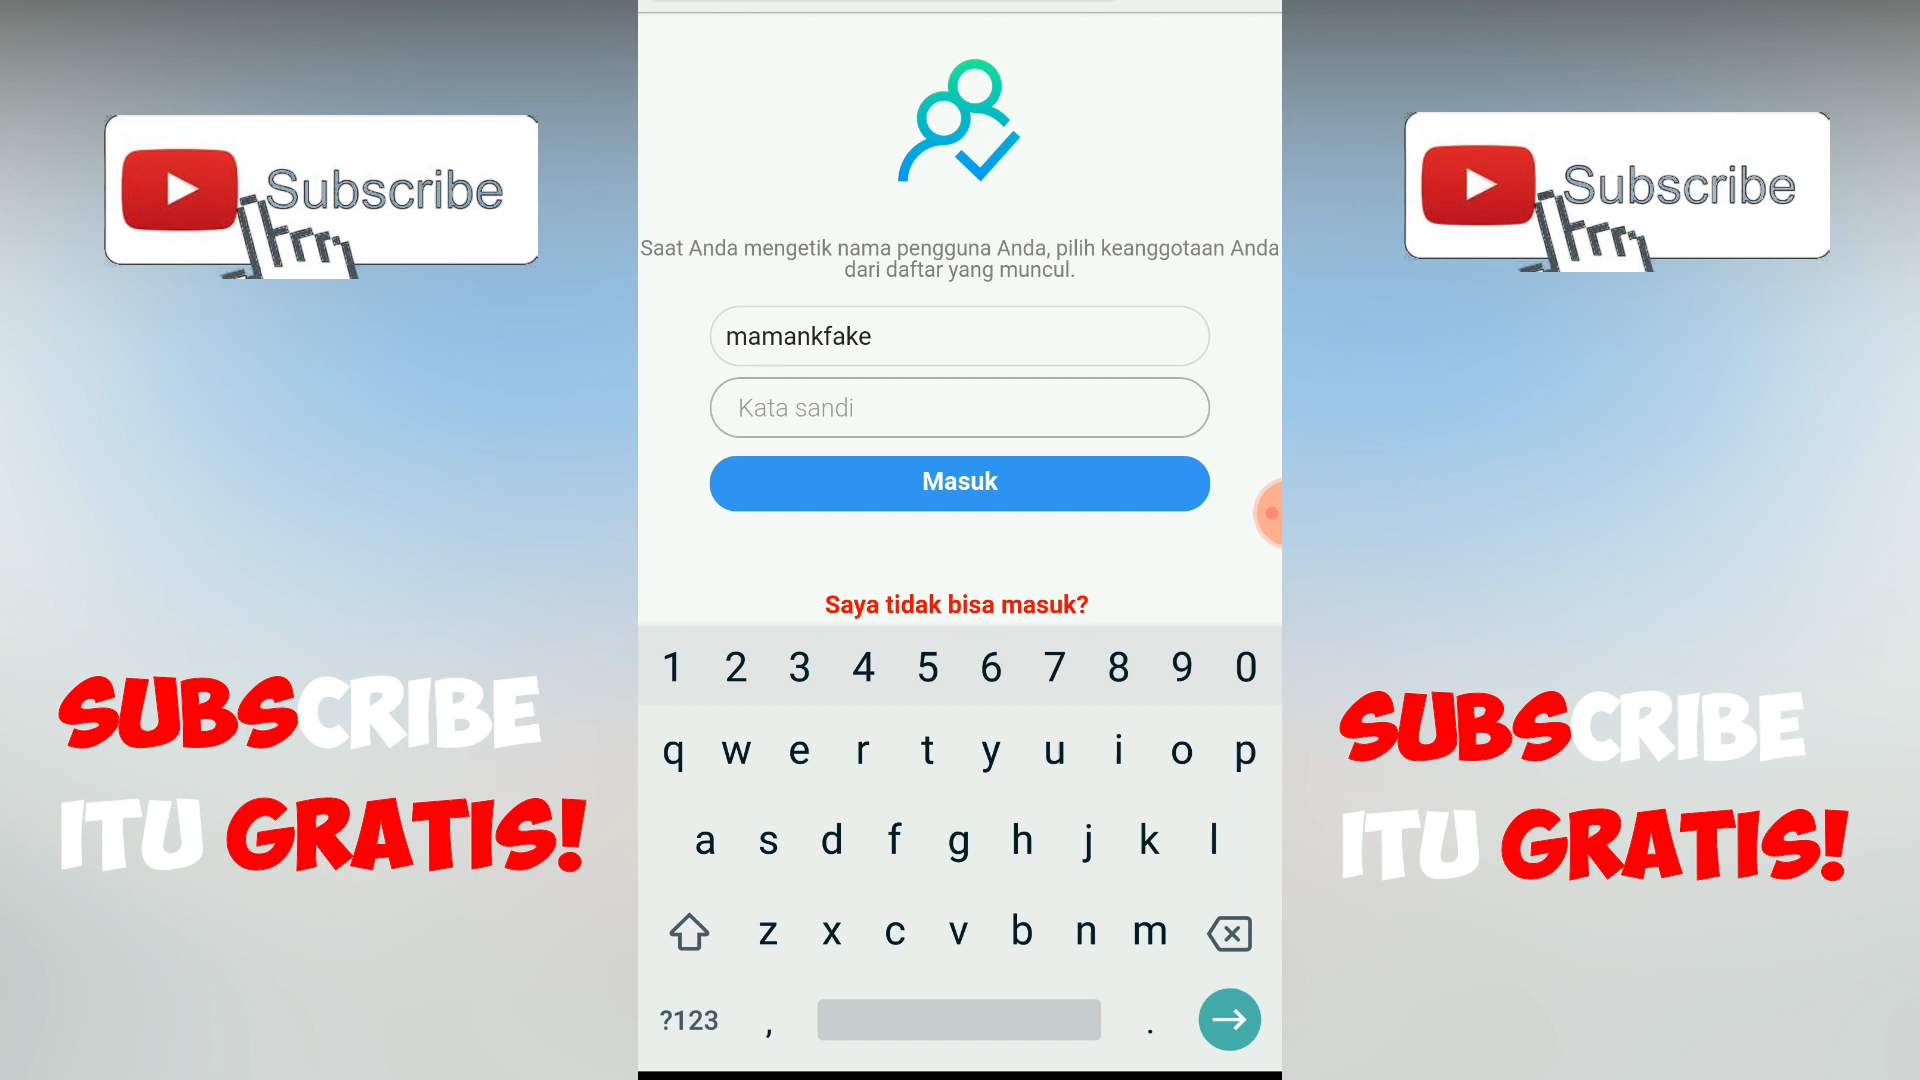 Subscribe
SUBSCRIBE
ITU GRATIS!
Saat Anda mengetik nama pengguna Anda, pilih keanggotaan Anda
dari daftar yang muncul.
mamankfake
Kata sandi
Masuk
Saya tidak bisa masuk?
1 2 3 4 5 6 7 8 9 0
q w e r t y u i o p
a s d f g h j k l
z x c v b n m
?123 , .
Subscribe
SUBSCRIBE
ITU GRATIS!